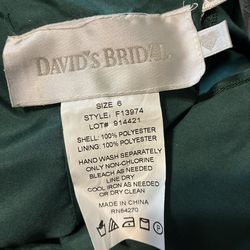 DAVID'S BRIDAL
SIZE 6
STYLE: F13974
LOT# 914421
SHELL: 100% POLYESTER
LINING: 100% POLYESTER
HAND WASH SEPARATELY
ONLY NON-CHLORINE
BLEACH AS NEEDED
LINE DRY
COOL IRON AS NEEDED
OR DRY CLEAN
MADE IN CHINA
RN84270